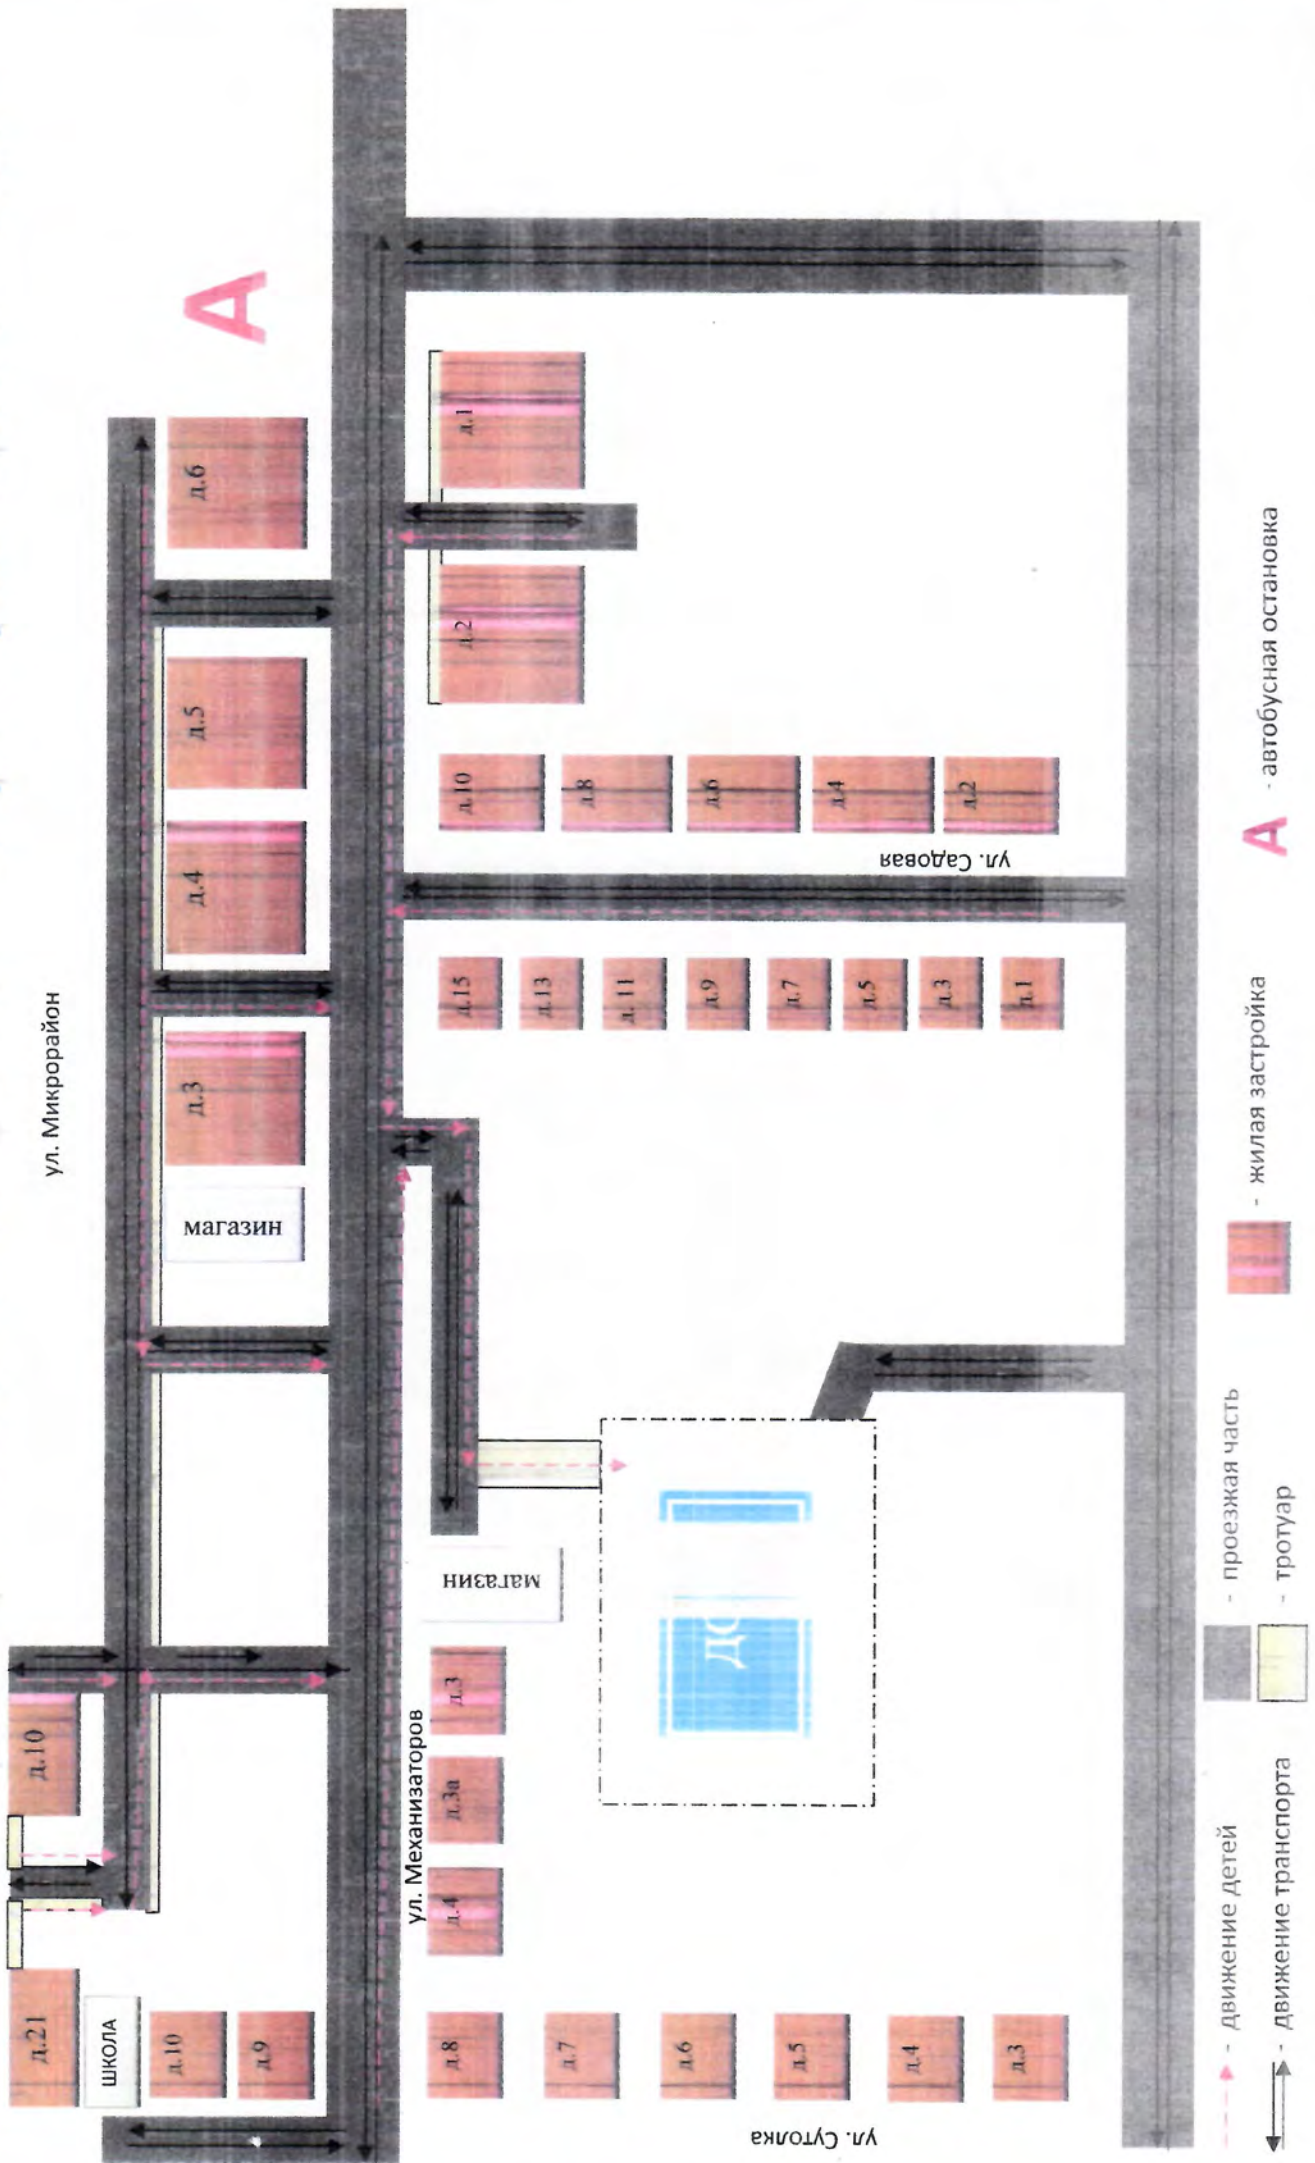 ул. Микрорайон
А
д.6
д.5
д.4
д.3
магазин
д.10
д.21
школа
д.10
д.9
д.1
д.2
д.10
д.8
д.6
д.4
д.2
ул. Садовая
д.15
д.13
д.11
д.9
д.7
д.5
д.3
д.1
магазин
ул. Механизаторов
д.3
д.3а
д.4
ДО
д.8
д.7
д.6
д.5
д.4
д.3
ул. Сутолка
- движение детей
- проезжая часть
- жилая застройка
А - автобусная остановка
- движение транспорта
- тротуар